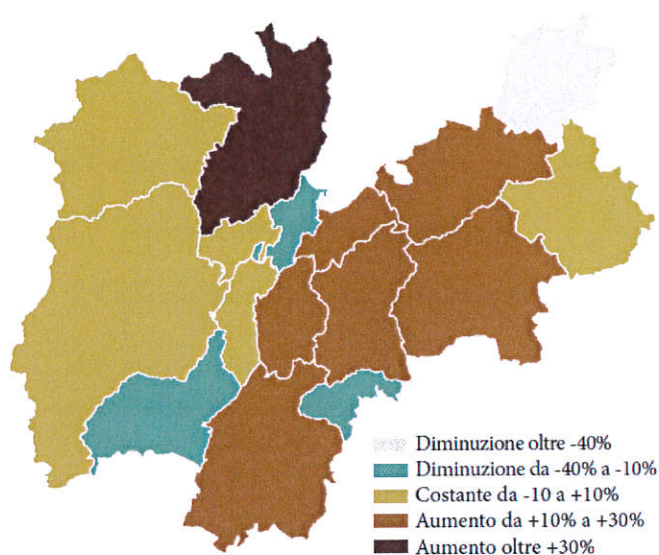 Diminuzione oltre -40%
Diminuzione da -40% a -10%
Costante da -10 a +10%
Aumento da +10% a +30%
Aumento oltre +30%